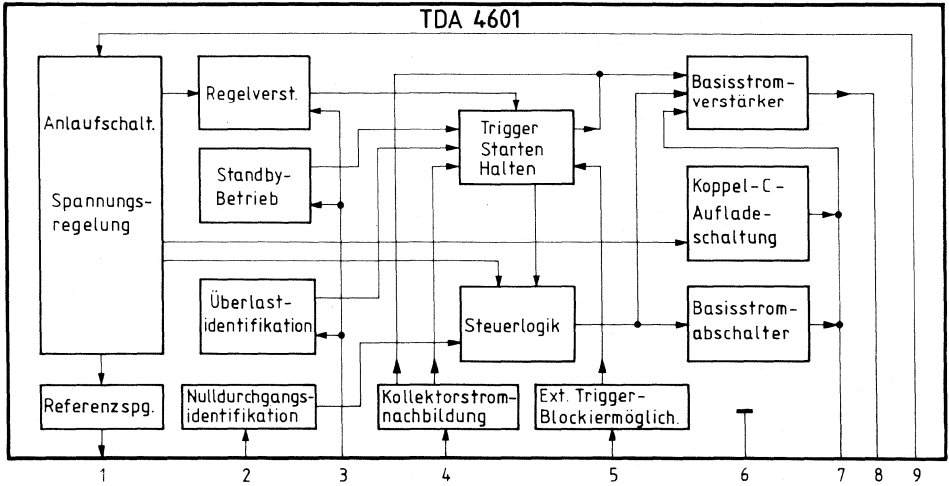 TDA 4601
Anlaufschalt.
Spannungs-
regelung
Regelverst.
Standby-
Betrieb
Überlast-
identifikation
Trigger
Starten
Halten
Steuerlogik
Basisstrom-
verstärker
Koppel-C-
Auflade-
schaltung
Basisstrom-
abschalter
Referenzspg.
Nulldurchgangs-
identifikation
Kollektorstrom-
nachbildung
Ext. Trigger-
Blockiermöglich.
1 2 3 4 5 6 7 8 9